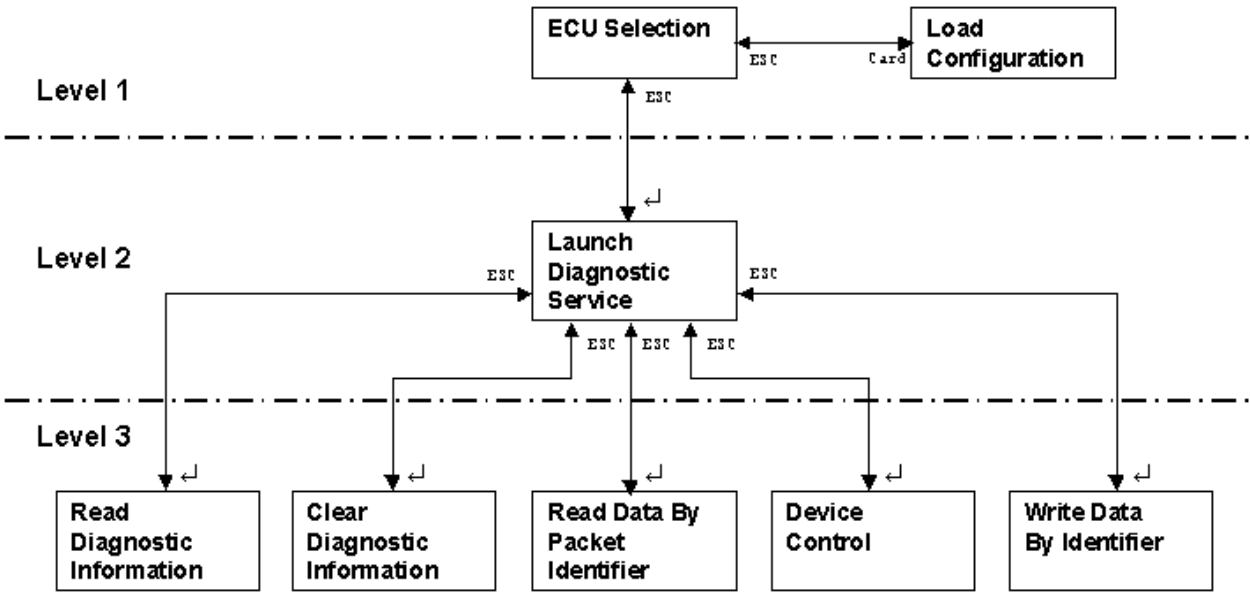 ECU Selection
Load
Configuration
ESC
Card
Level 1
ESC
↵
Level 2
Launch
Diagnostic
Service
ESC
ESC
ESC
ESC
ESC
Level 3
↵
↵
↵
↵
↵
Read
Diagnostic
Information
Clear
Diagnostic
Information
Read Data By
Packet
Identifier
Device
Control
Write Data
By Identifier